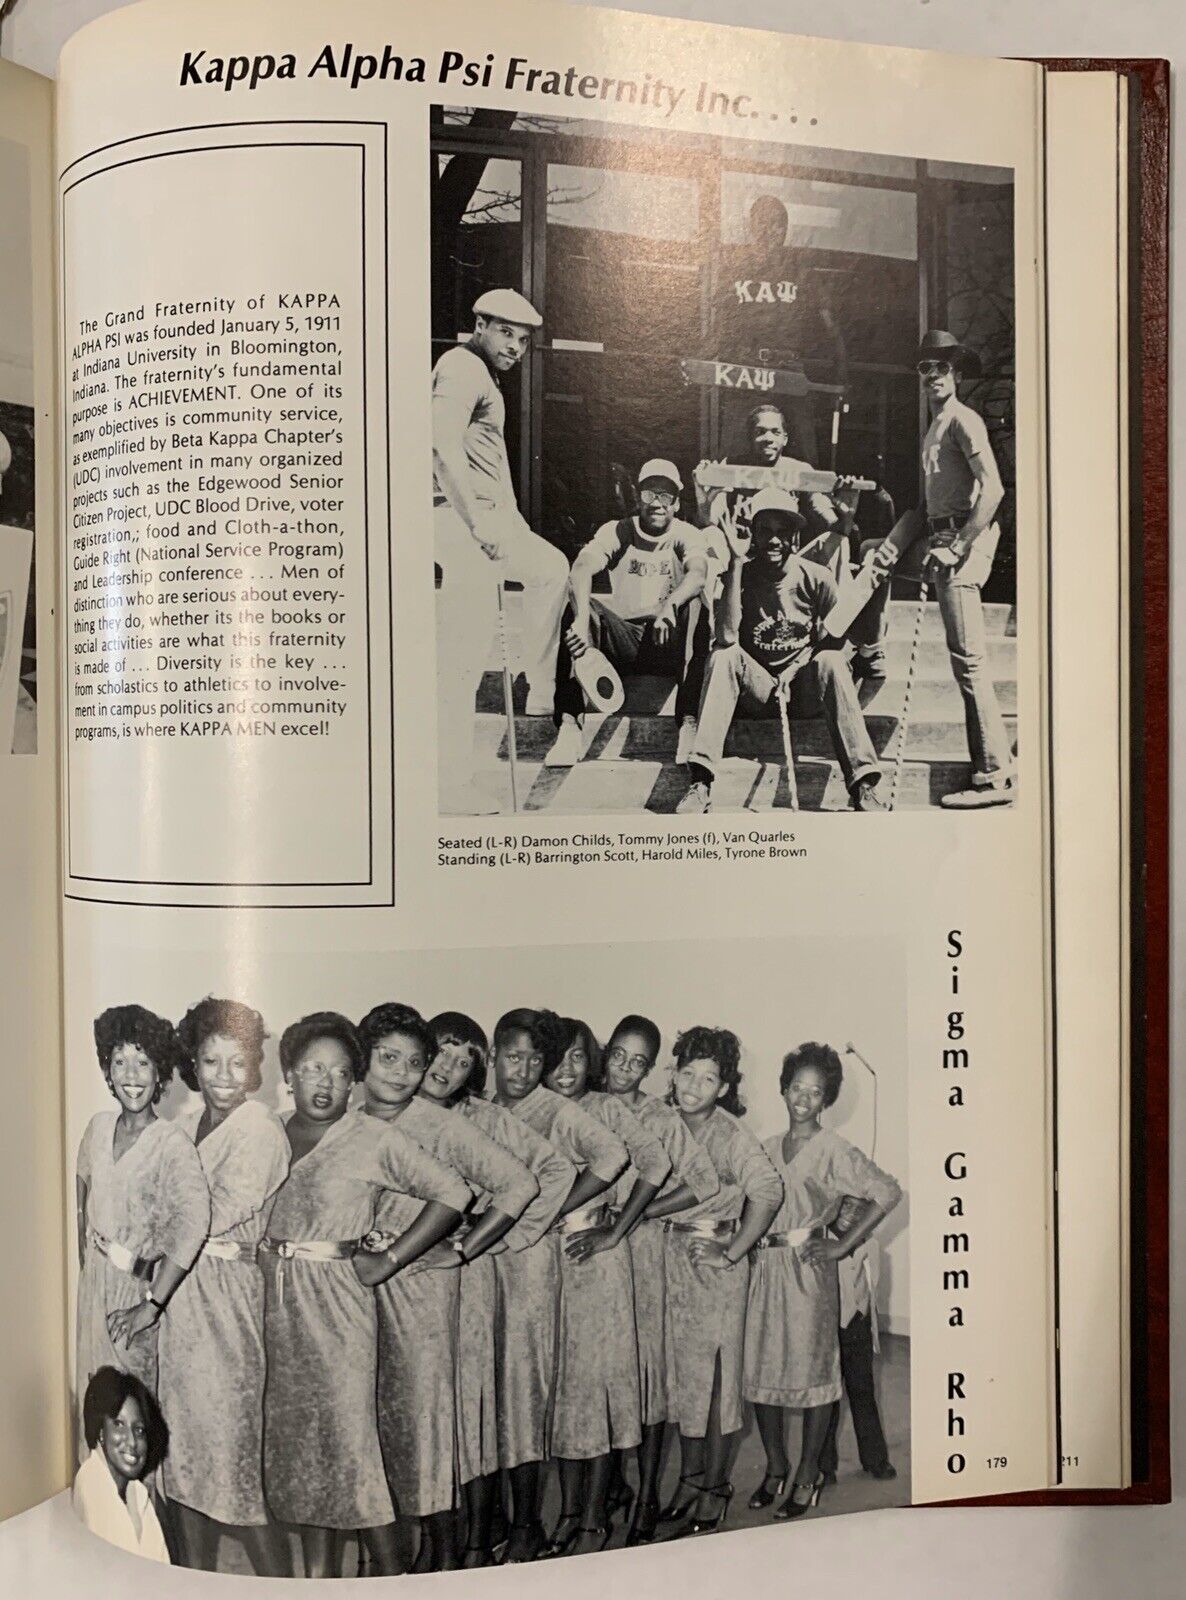 Kappa Alpha Psi Fraternity Inc. . . .
The Grand Fraternity of KAPPA
ALPHA PSI was founded January 5, 1911
at Indiana University in Bloomington,
Indiana. The fraternity's fundamental
purpose is ACHIEVEMENT. One of its
many objectives is community service,
as exemplified by Beta Kappa Chapter's
(UDC) involvement in many organized
projects such as the Edgewood Senior
Citizen Project, UDC Blood Drive, voter
registration,; food and Cloth-a-thon,
Guide Right (National Service Program)
and Leadership conference . . . Men of
distinction who are serious about every-
thing they do, whether its the books or
social activities are what this fraternity
is made of . . . Diversity is the key . . .
from scholastics to athletics to involve-
ment in campus politics and community
programs, is where KAPPA MEN excel!
ΚΑΨ
ΚΑΨ
ΚΑΨ
ΚΑΨ
Seated (L-R) Damon Childs, Tommy Jones (f), Van Quarles
Standing (L-R) Barrington Scott, Harold Miles, Tyrone Brown
Sigma Gamma Rho
179
211